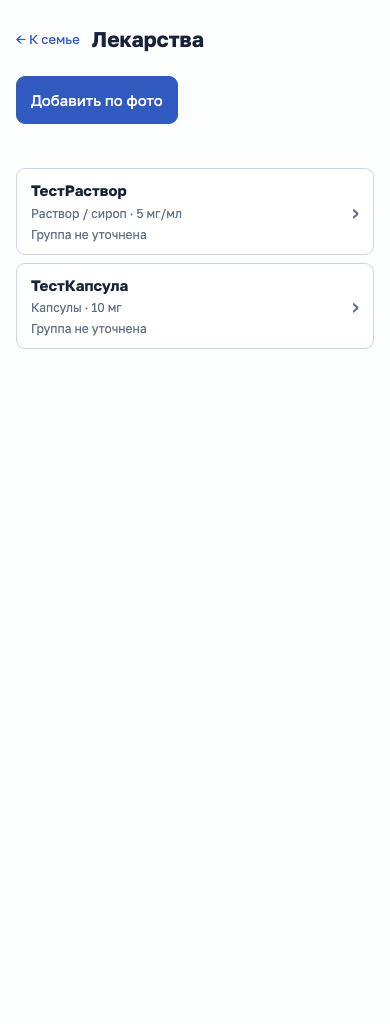 ← К семье Лекарства
Добавить по фото
ТестРаствор
Раствор / сироп · 5 мг/мл
Группа не уточнена
ТестКапсула
Капсулы · 10 мг
Группа не уточнена